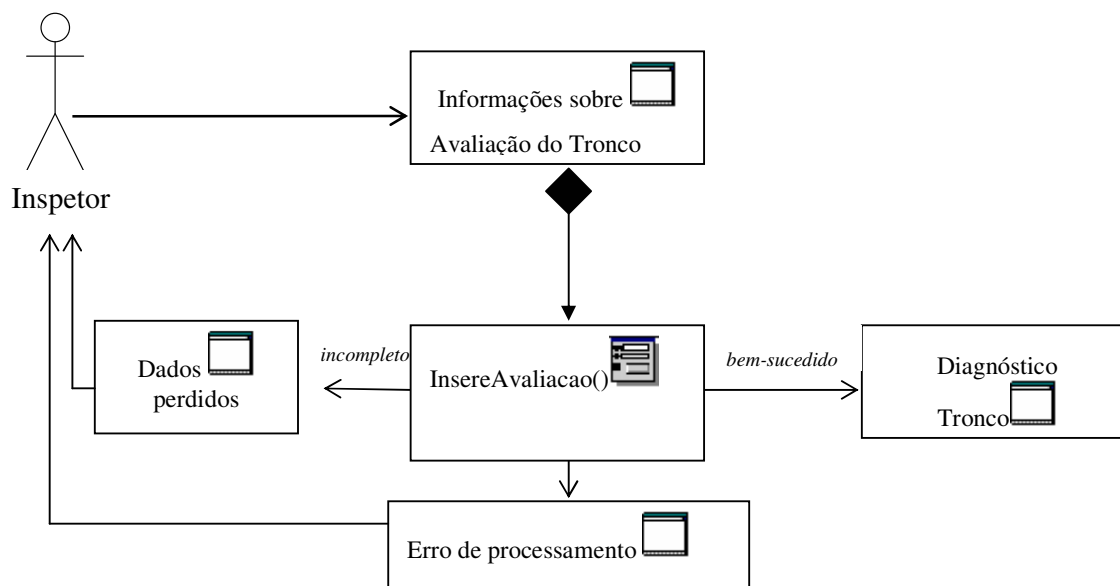 Informações sobre
Avaliação do Tronco
Inspetor
Dados
perdidos
incompleto
InsereAvaliacao()
bem-sucedido
Diagnóstico
Tronco
Erro de processamento